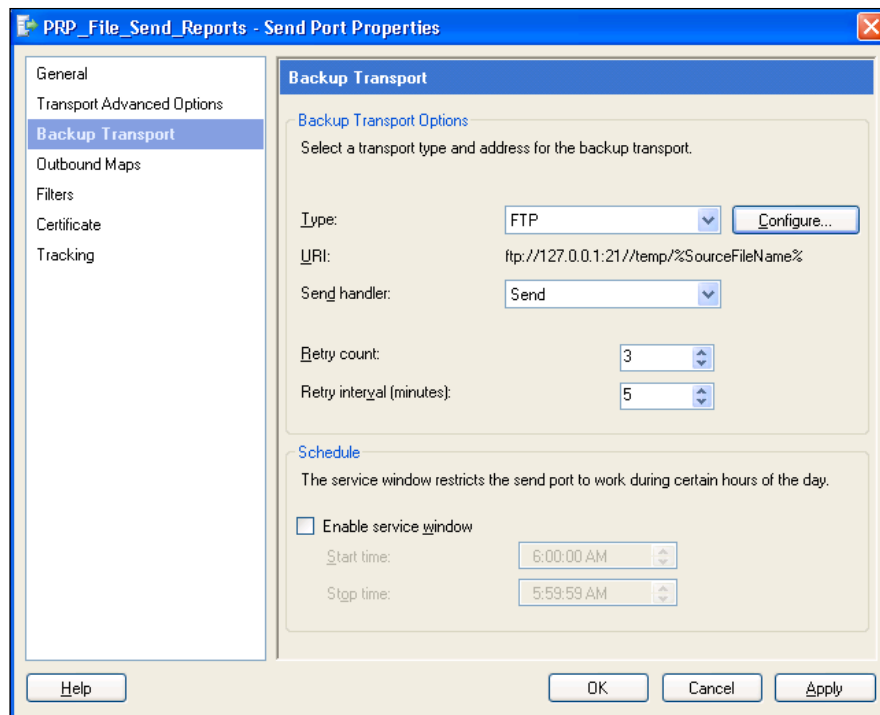 PRP_File_Send_Reports - Send Port Properties
General
Transport Advanced Options
Backup Transport
Outbound Maps
Filters
Certificate
Tracking
Backup Transport
Backup Transport Options
Select a transport type and address for the backup transport.
Type: FTP Configure...
URI: ftp://127.0.0.1:21//temp/%SourceFileName%
Send handler: Send
Retry count: 3
Retry interval (minutes): 5
Schedule
The service window restricts the send port to work during certain hours of the day.
Enable service window
Start time: 6:00:00 AM
Stop time: 5:59:59 AM
Help OK Cancel Apply